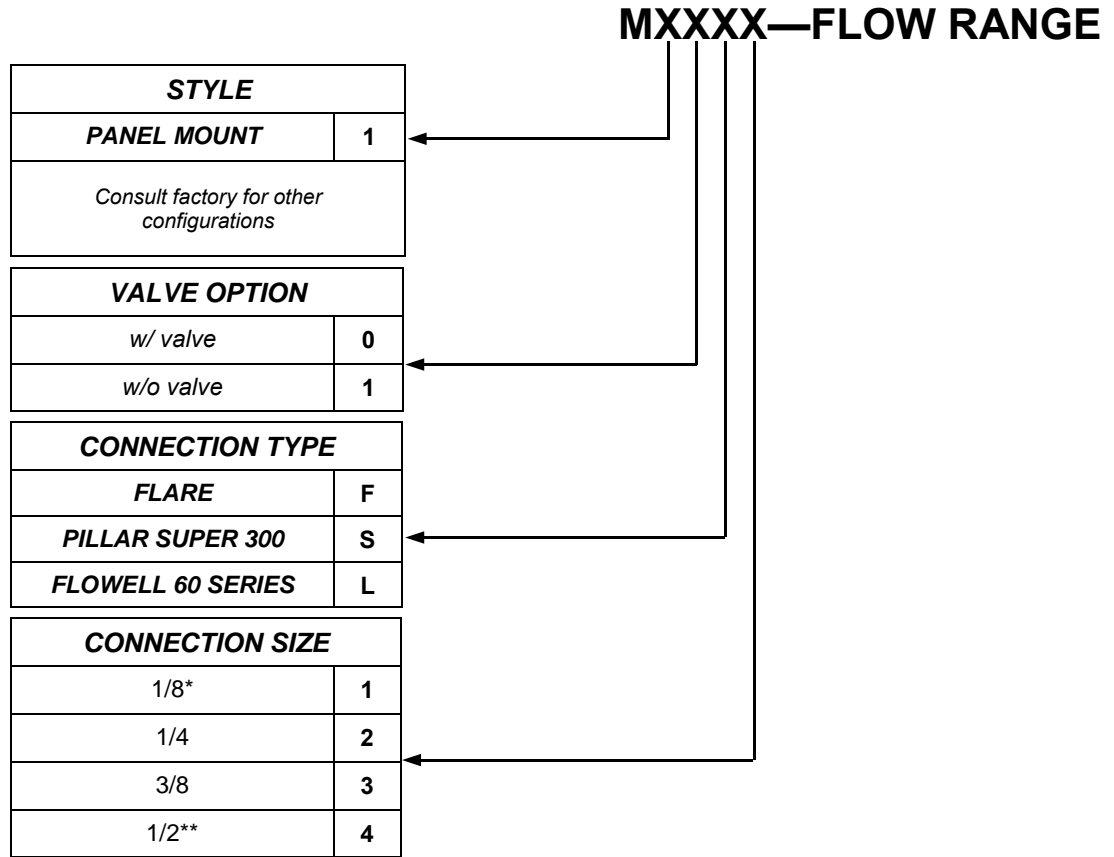 MXXXX—FLOW RANGE
STYLE
PANEL MOUNT 1
Consult factory for other
configurations
VALVE OPTION
w/ valve 0
w/o valve 1
CONNECTION TYPE
FLARE F
PILLAR SUPER 300 S
FLOWELL 60 SERIES L
CONNECTION SIZE
1/8* 1
1/4 2
3/8 3
1/2** 4